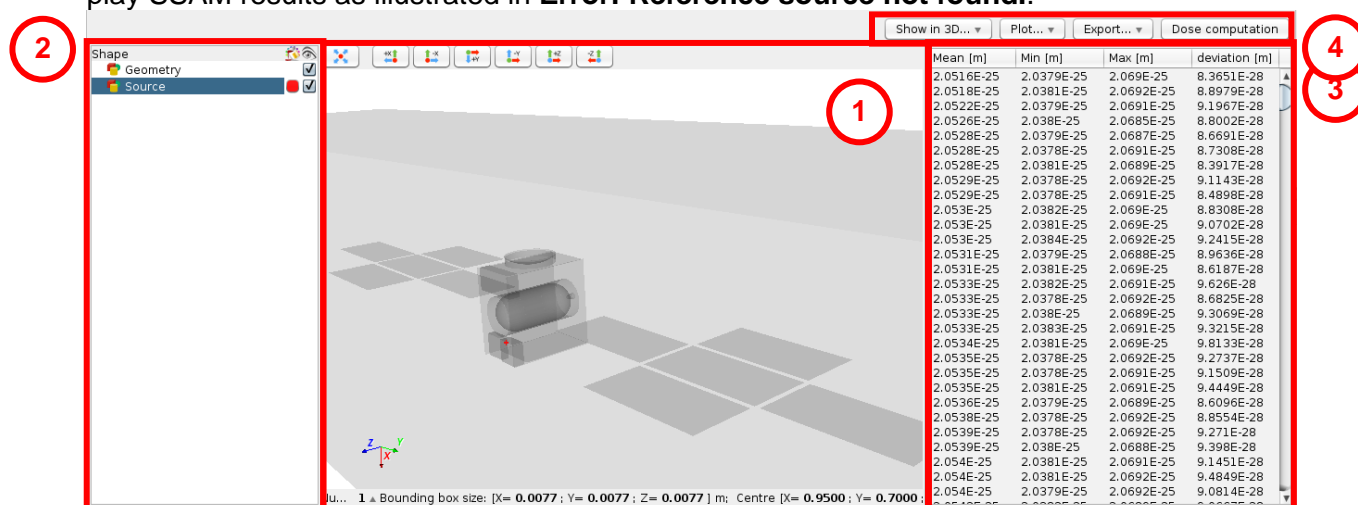 play SSAM results as illustrated in Error! Reference source not found..
Show in 3D... Plot... Export... Dose computation
2
4
3
1
Shape
Geometry
Source
+X -X +Y -Y +Z -Z
Mean [m] Min [m] Max [m] deviation [m]
2.0516E-25 2.0379E-25 2.069E-25 8.3651E-28
2.0518E-25 2.0381E-25 2.0692E-25 8.8979E-28
2.0522E-25 2.0379E-25 2.0691E-25 9.1967E-28
2.0526E-25 2.038E-25 2.0685E-25 8.8002E-28
2.0528E-25 2.0379E-25 2.0687E-25 8.6691E-28
2.0528E-25 2.0378E-25 2.0691E-25 8.7308E-28
2.0528E-25 2.0381E-25 2.0689E-25 8.3917E-28
2.0529E-25 2.0378E-25 2.0692E-25 9.1143E-28
2.0529E-25 2.0378E-25 2.0691E-25 8.4898E-28
2.053E-25 2.0382E-25 2.069E-25 8.8308E-28
2.053E-25 2.0381E-25 2.069E-25 9.0702E-28
2.053E-25 2.0384E-25 2.0692E-25 9.2415E-28
2.0531E-25 2.0379E-25 2.0688E-25 8.9636E-28
2.0531E-25 2.0381E-25 2.069E-25 8.6187E-28
2.0533E-25 2.0382E-25 2.0691E-25 9.626E-28
2.0533E-25 2.0378E-25 2.0692E-25 8.6825E-28
2.0533E-25 2.038E-25 2.0689E-25 9.3069E-28
2.0533E-25 2.0383E-25 2.0691E-25 9.3215E-28
2.0534E-25 2.0381E-25 2.069E-25 9.8133E-28
2.0535E-25 2.0378E-25 2.0692E-25 9.2737E-28
2.0535E-25 2.0378E-25 2.0691E-25 9.1509E-28
2.0535E-25 2.0381E-25 2.0691E-25 9.4449E-28
2.0536E-25 2.0379E-25 2.0689E-25 8.6096E-28
2.0538E-25 2.0378E-25 2.0692E-25 8.8554E-28
2.0539E-25 2.0378E-25 2.0692E-25 9.271E-28
2.0539E-25 2.038E-25 2.0688E-25 9.398E-28
2.054E-25 2.0381E-25 2.0691E-25 9.1451E-28
2.054E-25 2.0381E-25 2.0692E-25 9.4849E-28
2.054E-25 2.0379E-25 2.0692E-25 9.0814E-28
Z Y
X
1 Bounding box size: [X= 0.0077 ; Y= 0.0077 ; Z= 0.0077 ] m; Centre [X= 0.9500 ; Y= 0.7000 ;